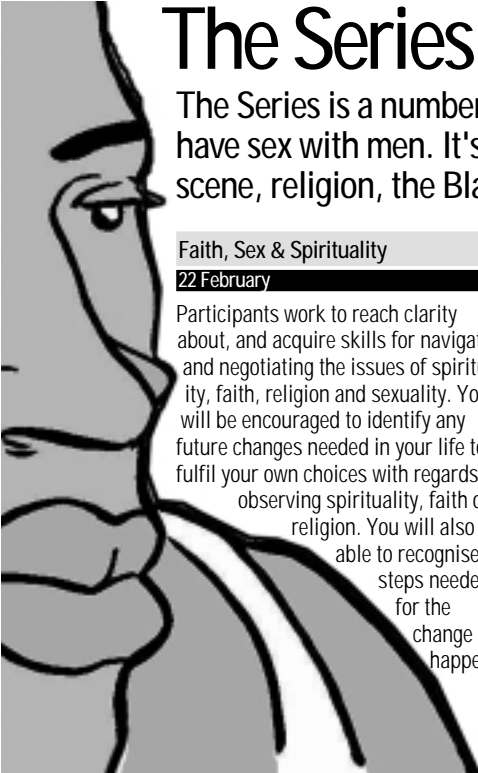 The Series
The Series is a number
have sex with men. It's
scene, religion, the Bla
Faith, Sex & Spirituality
22 February
Participants work to reach clarity
about, and acquire skills for navigat
and negotiating the issues of spiritu
ity, faith, religion and sexuality. Yo
will be encouraged to identify any
future changes needed in your life to
fulfil your own choices with regards
observing spirituality, faith o
religion. You will also
able to recognise
steps neede
for the
change
happe